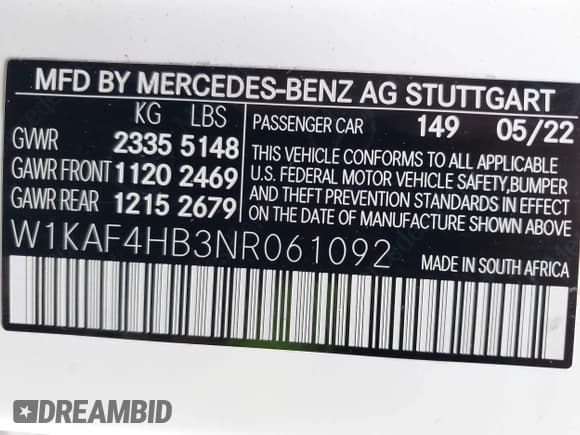 MFD BY MERCEDES-BENZ AG STUTTGART
KG LBS
GVWR 2335 5148
GAWR FRONT 1120 2469
GAWR REAR 1215 2679
PASSENGER CAR 149 05/22
THIS VEHICLE CONFORMS TO ALL APPLICABLE
U.S. FEDERAL MOTOR VEHICLE SAFETY,BUMPER
AND THEFT PREVENTION STANDARDS IN EFFECT
ON THE DATE OF MANUFACTURE SHOWN ABOVE
W1KAF4HB3NR061092 MADE IN SOUTH AFRICA
DREAMBID